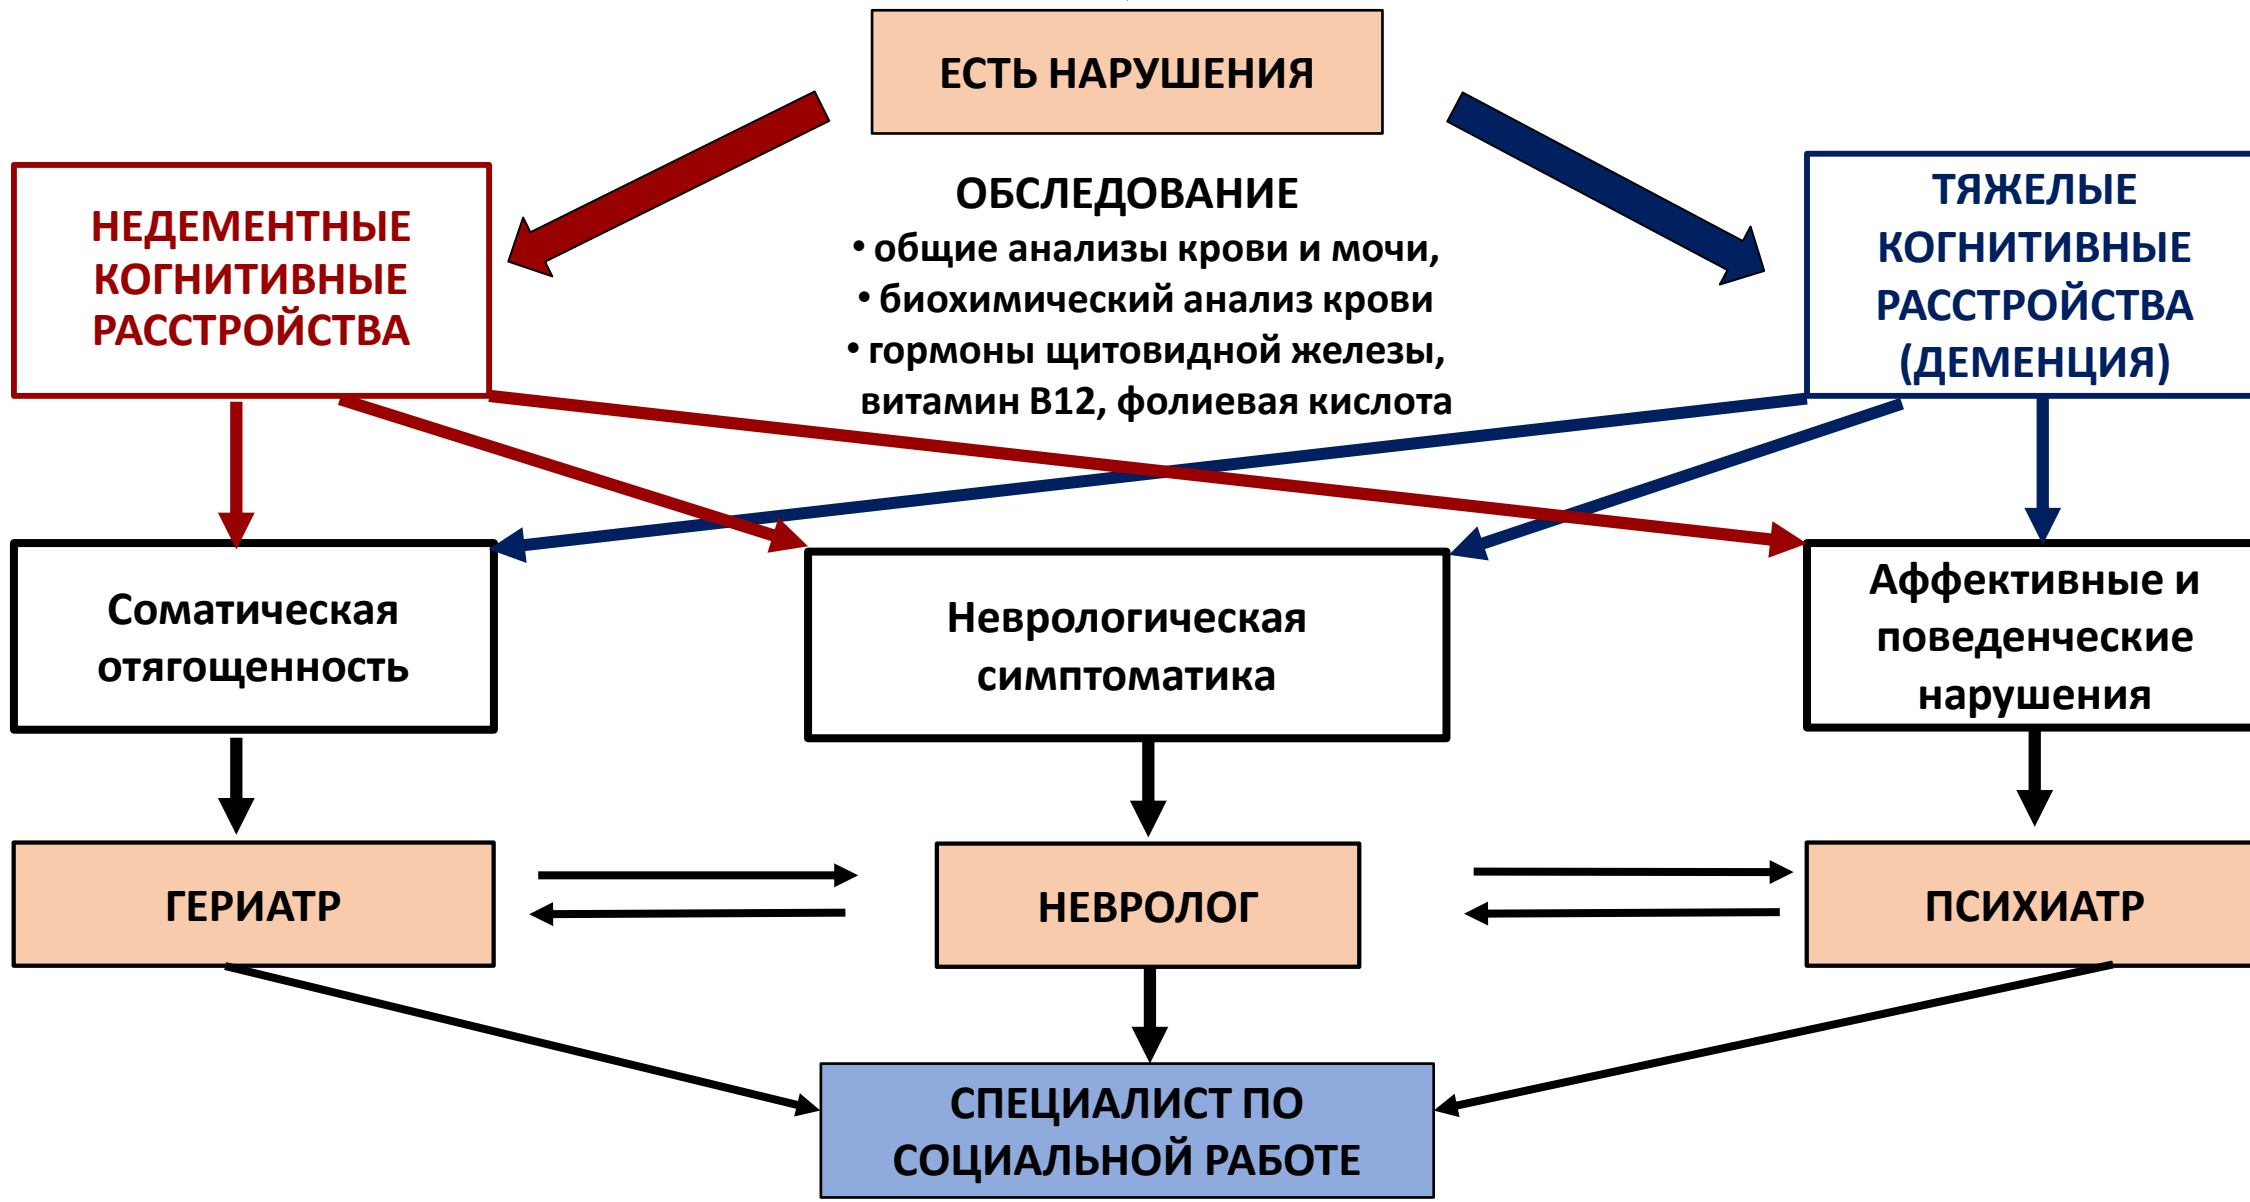 ЕСТЬ НАРУШЕНИЯ
НЕДЕМЕНТНЫЕ
КОГНИТИВНЫЕ
РАССТРОЙСТВА
ОБСЛЕДОВАНИЕ
• общие анализы крови и мочи,
• биохимический анализ крови
• гормоны щитовидной железы,
витамин В12, фолиевая кислота
ТЯЖЕЛЫЕ
КОГНИТИВНЫЕ
РАССТРОЙСТВА
(ДЕМЕНЦИЯ)
Соматическая
отягощенность
Неврологическая
симптоматика
Аффективные и
поведенческие
нарушения
ГЕРИАТР
НЕВРОЛОГ
ПСИХИАТР
СПЕЦИАЛИСТ ПО
СОЦИАЛЬНОЙ РАБОТЕ